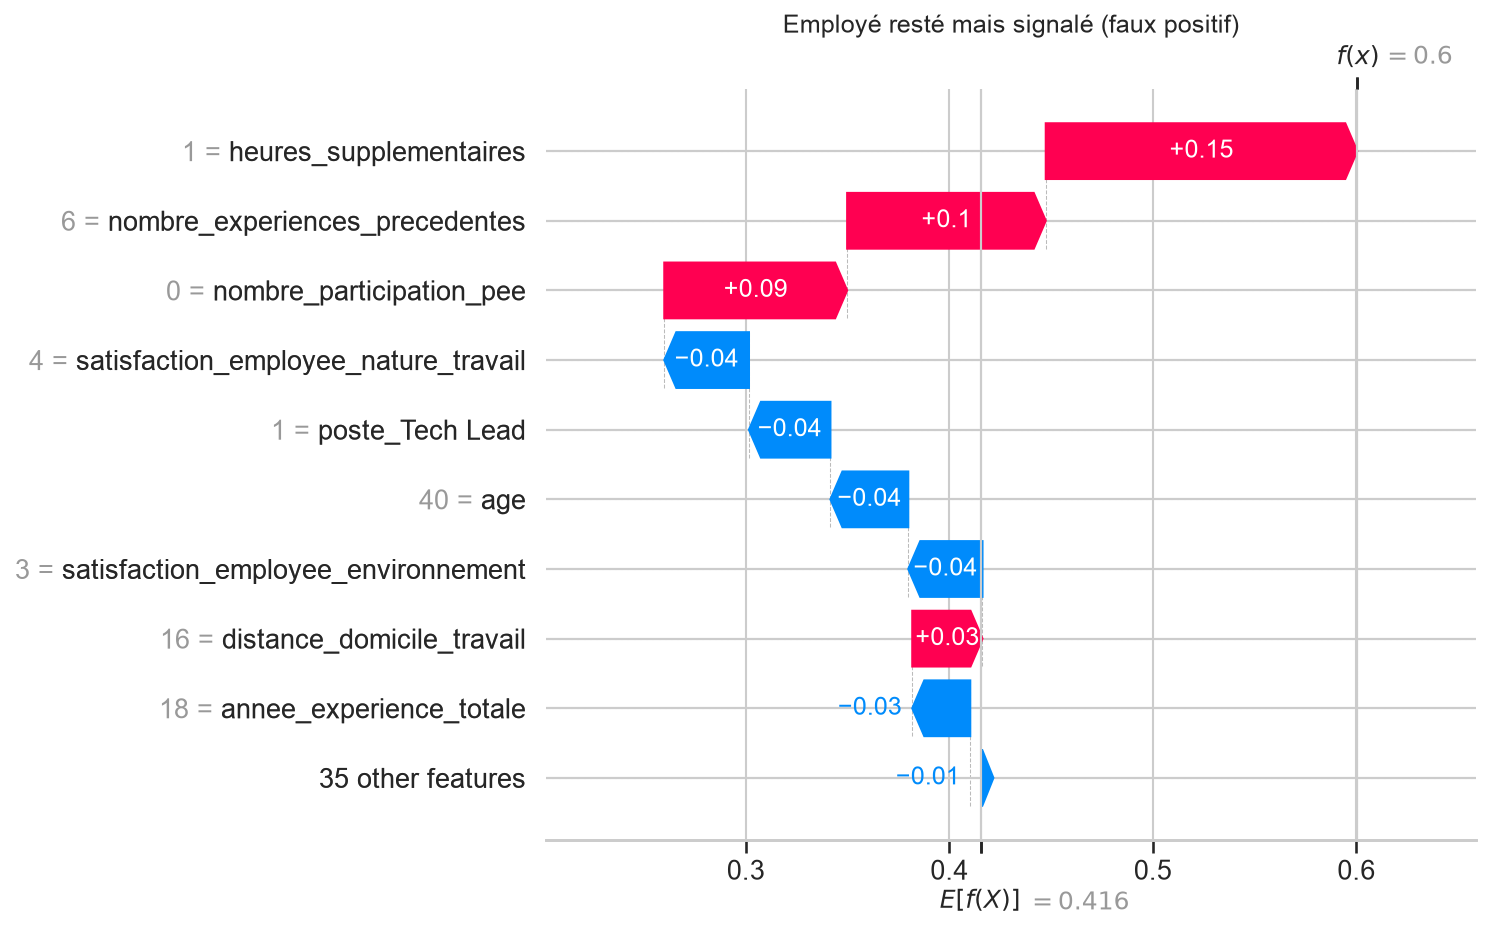 Employé resté mais signalé (faux positif)
f(x) = 0.6
1 = heures_supplementaires
+0.15
6 = nombre_experiences_precedentes
+0.1
0 = nombre_participation_pee
+0.09
4 = satisfaction_employee_nature_travail
−0.04
1 = poste_Tech Lead
−0.04
40 = age
−0.04
3 = satisfaction_employee_environnement
−0.04
16 = distance_domicile_travail
+0.03
18 = annee_experience_totale
−0.03
35 other features
−0.01
0.3 0.4 0.5 0.6
E[f(X)] = 0.416